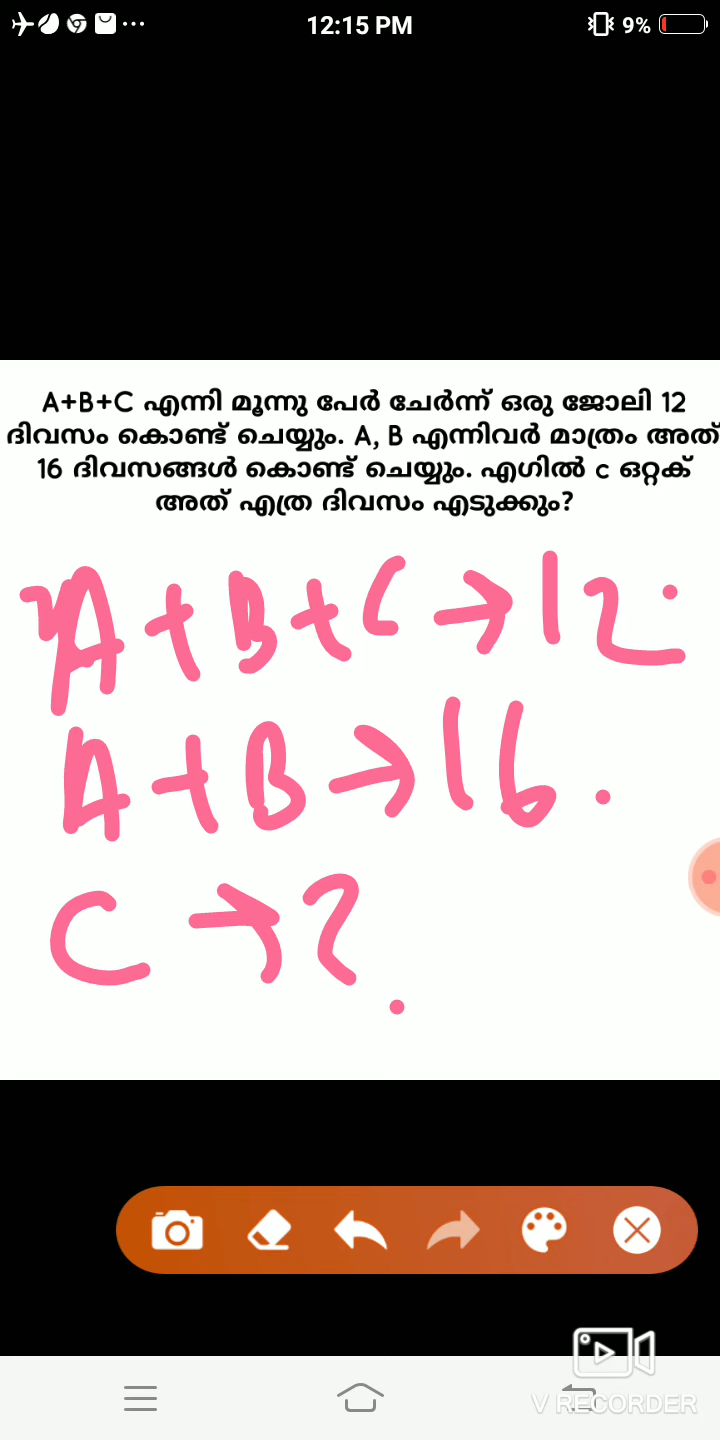 12:15 PM
9%
A+B+C എന്നി മൂന്നു പേർ ചേർന്ന് ഒരു ജോലി 12
ദിവസം കൊണ്ട് ചെയ്യും. A, B എന്നിവർ മാത്രം അത്
16 ദിവസങ്ങൾ കൊണ്ട് ചെയ്യും. എഗിൽ c ഒറ്റക്
അത് എത്ര ദിവസം എടുക്കും?
A+B+C→12.
A+B→16.
C→?
V RECORDER